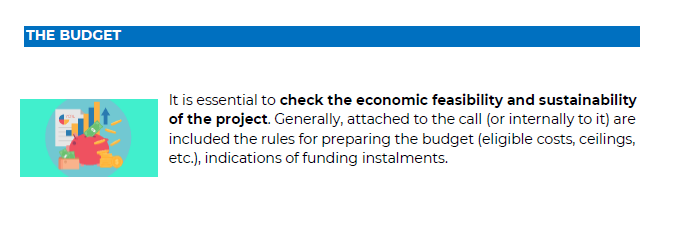 THE BUDGET
It is essential to check the economic feasibility and sustainability
of the project. Generally, attached to the call (or internally to it) are
included the rules for preparing the budget (eligible costs, ceilings,
etc.), indications of funding instalments.